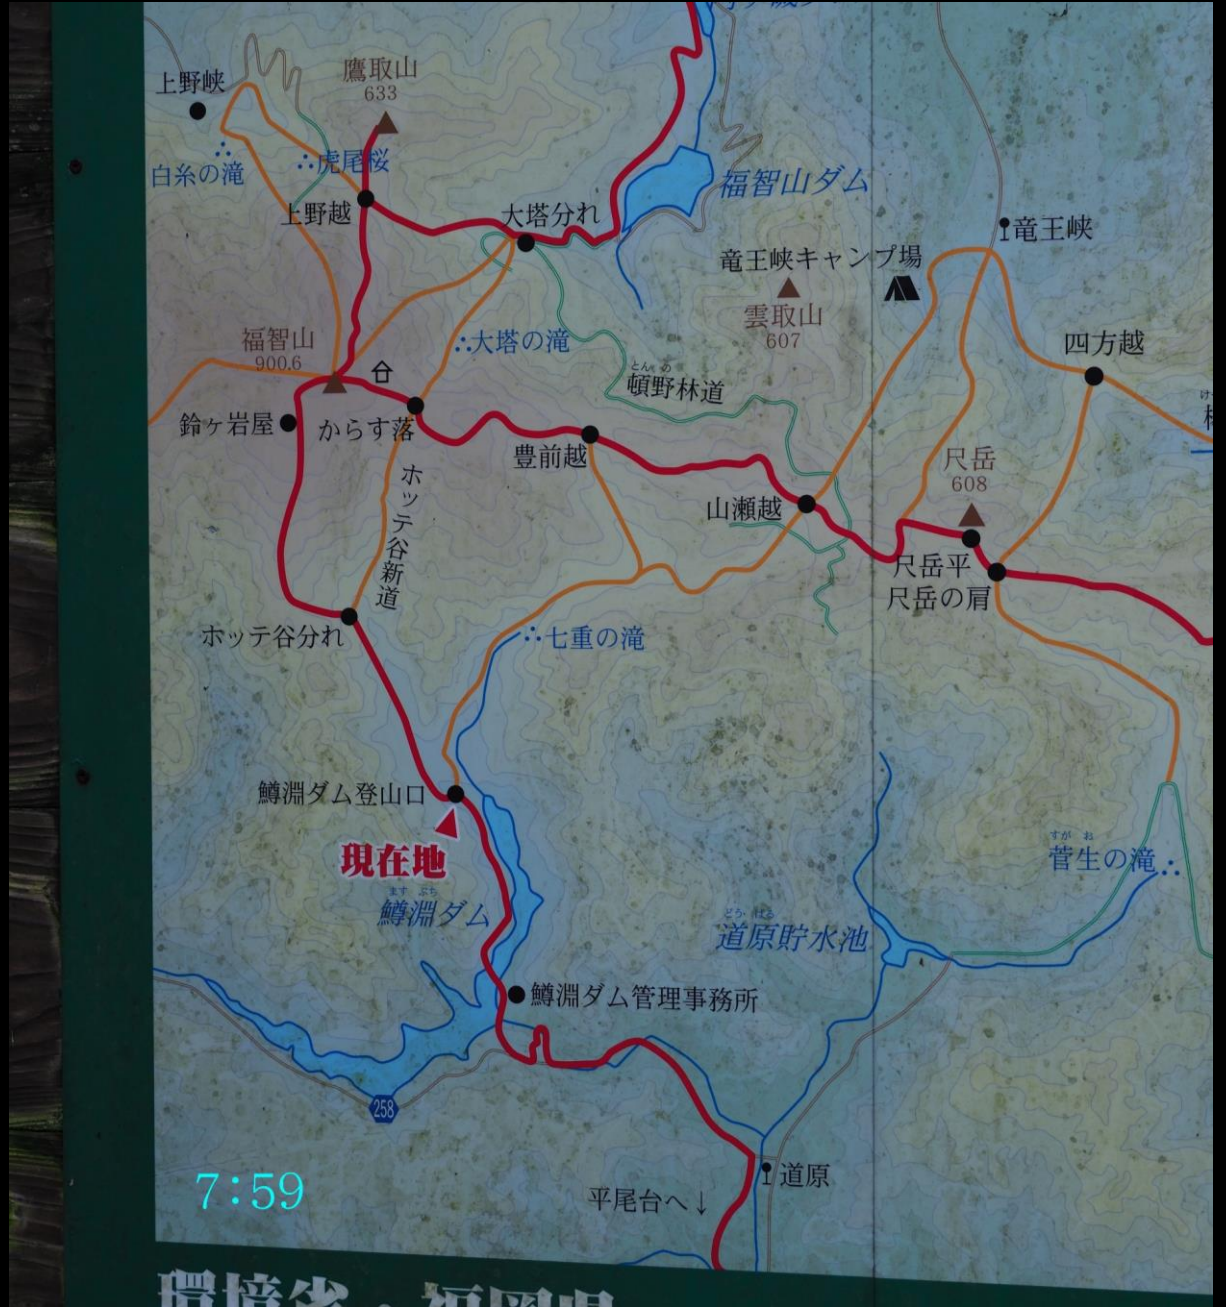 上野峡
鷹取山
633
白糸の滝
虎尾桜
上野越
大塔分れ
福智山ダム
竜王峡
竜王峡キャンプ場
雲取山
607
福智山
900.6
大塔の滝
四方越
とん の
頓野林道
鈴ヶ岩屋
からす落
豊前越
ホッテ谷新道
山瀬越
尺岳
608
尺岳平
尺岳の肩
ホッテ谷分れ
七重の滝
鱒淵ダム登山口
現在地
ます ぶち
鱒淵ダム
すが お
菅生の滝
どう ばる
道原貯水池
鱒淵ダム管理事務所
258
7:59
道原
平尾台へ↓
環境省・福岡県